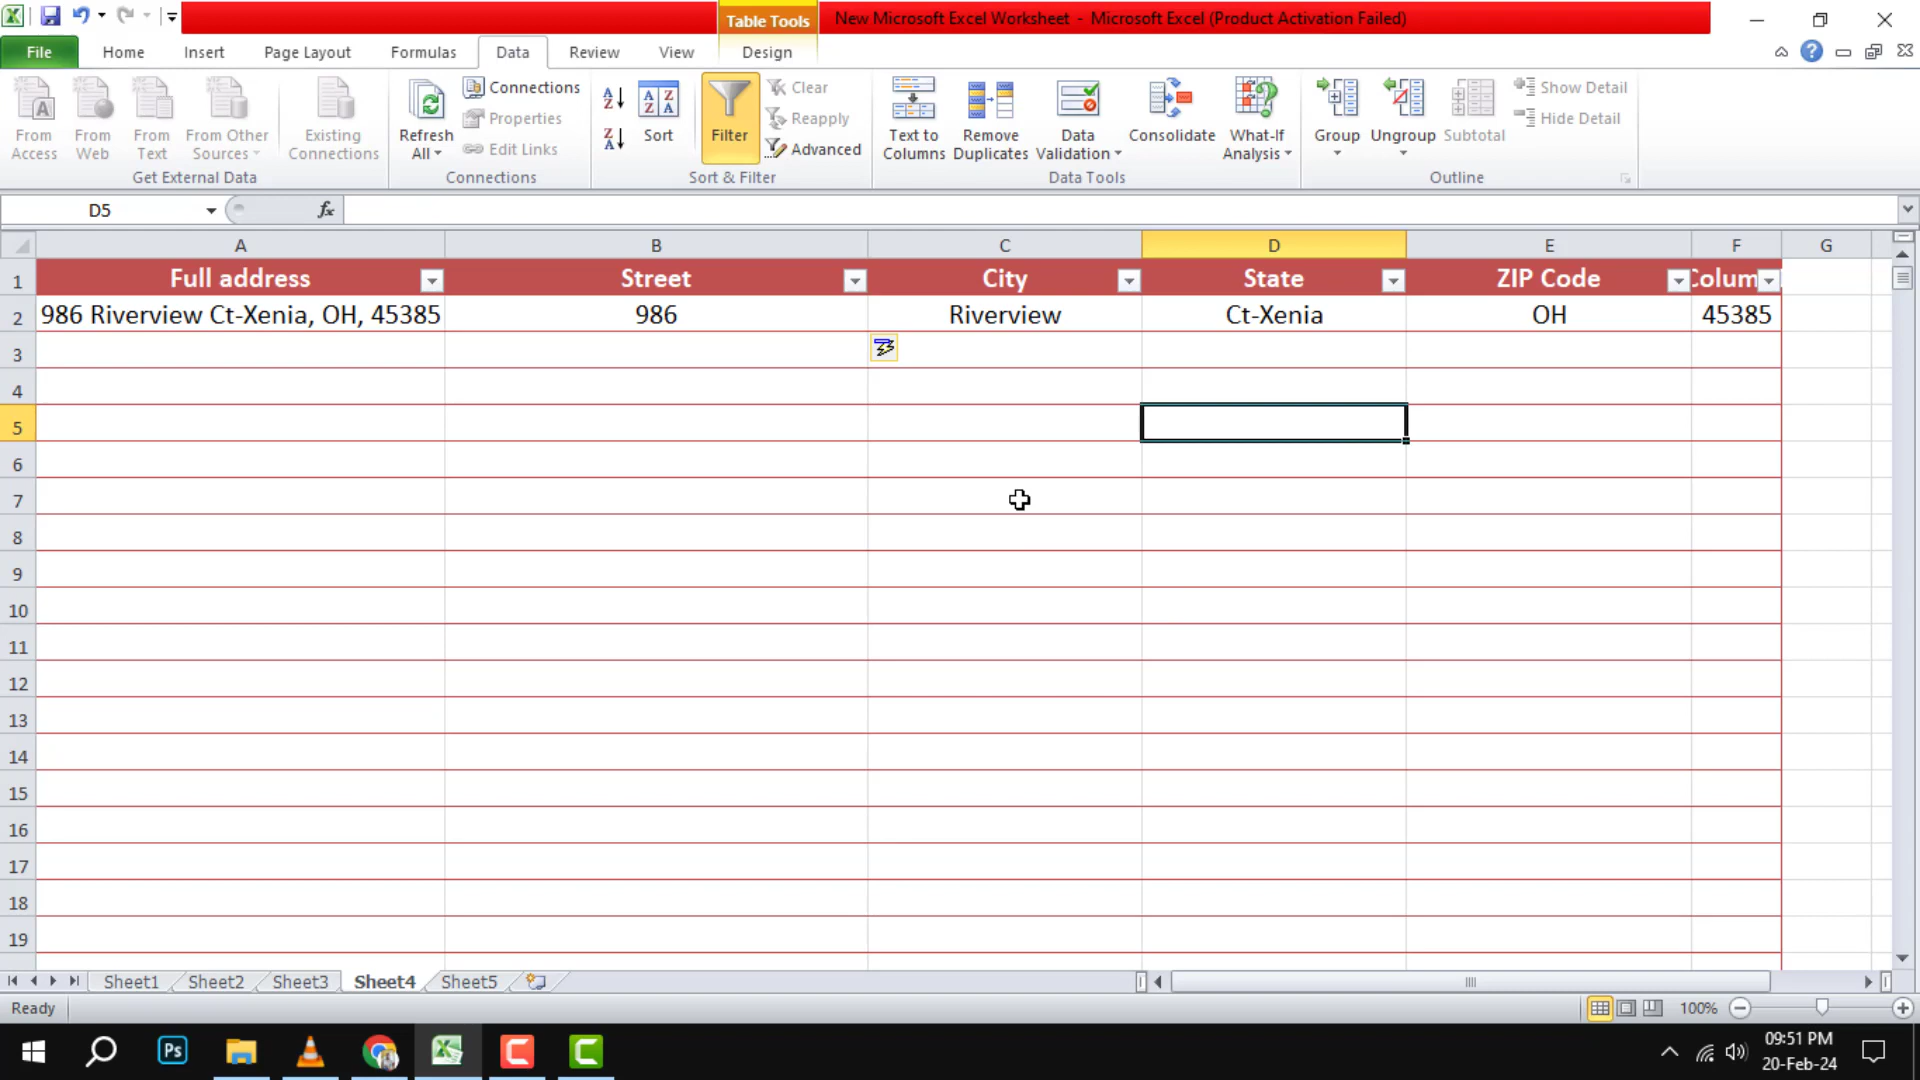 Table Tools
New Microsoft Excel Worksheet - Microsoft Excel (Product Activation Failed)
File Home Insert Page Layout Formulas Data Review View Design
From Access
From Web
From Text
From Other Sources
Existing Connections
Get External Data
Refresh All
Connections
Properties
Edit Links
Connections
Sort
Filter
Clear
Reapply
Advanced
Sort & Filter
Text to Columns
Remove Duplicates
Data Validation
Consolidate
What-If Analysis
Data Tools
Group
Ungroup
Subtotal
Show Detail
Hide Detail
Outline
D5 fx
A B C D E F G
1 Full address Street City State ZIP Code Colum
2 986 Riverview Ct-Xenia, OH, 45385 986 Riverview Ct-Xenia OH 45385
3
4
5
6
7
8
9
10
11
12
13
14
15
16
17
18
19
Sheet1 Sheet2 Sheet3 Sheet4 Sheet5
Ready 100%
Ps
09:51 PM
20-Feb-24